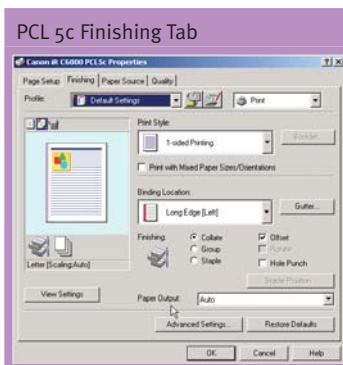 PCL 5c Finishing Tab
Canon iR C6800 PCL5c Properties
Page Setup Finishing Paper Source Quality
Profile: Default Settings Print
Print Style:
1-sided Printing
Booklet...
Print with Mixed Paper Sizes/Orientations
Binding Location:
Long Edge [Left]
Gutter...
Finishing:
Collate
Offset
Group
Rotate
Staple
Hole Punch
Letter [Scaling:Auto]
Staple Position...
View Settings
Paper Output: Auto
Advanced Settings...
Restore Defaults
OK Cancel Help